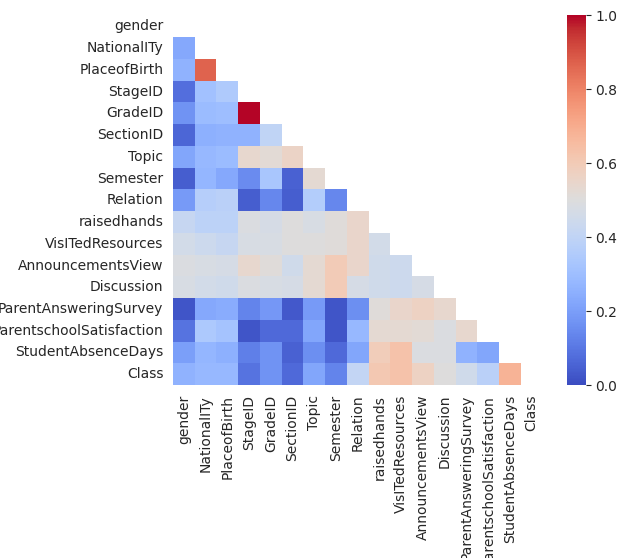 gender
NationalITy
PlaceofBirth
StageID
GradeID
SectionID
Topic
Semester
Relation
raisedhands
VisITedResources
AnnouncementsView
Discussion
ParentAnsweringSurvey
ParentschoolSatisfaction
StudentAbsenceDays
Class
gender
NationalITy
PlaceofBirth
StageID
GradeID
SectionID
Topic
Semester
Relation
raisedhands
VisITedResources
AnnouncementsView
Discussion
ParentAnsweringSurvey
ParentschoolSatisfaction
StudentAbsenceDays
Class
1.0
0.8
0.6
0.4
0.2
0.0